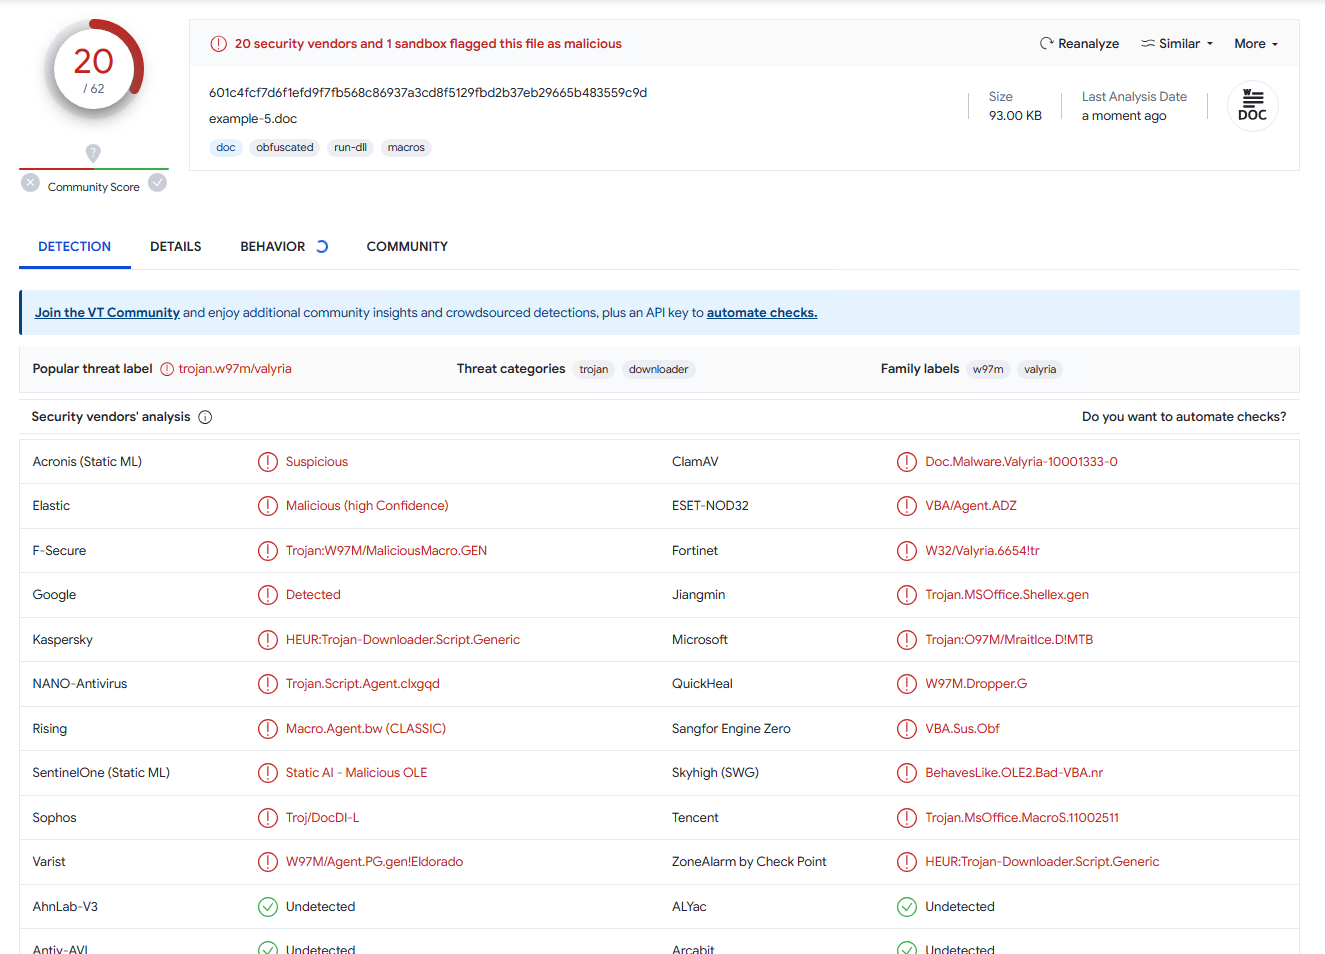 20
/ 62
Community Score
20 security vendors and 1 sandbox flagged this file as malicious
Reanalyze Similar More
601c4fcf7d6f1efd9f7fb568c86937a3cd8f5129fbd2b37eb29665b483559c9d
example-5.doc
doc obfuscated run-dll macros
Size
93.00 KB
Last Analysis Date
a moment ago
DOC
DETECTION DETAILS BEHAVIOR COMMUNITY
Join the VT Community and enjoy additional community insights and crowdsourced detections, plus an API key to automate checks.
Popular threat label trojan.w97m/valyria Threat categories trojan downloader Family labels w97m valyria
Security vendors' analysis Do you want to automate checks?
Acronis (Static ML) Suspicious ClamAV Doc.Malware.Valyria-10001333-0
Elastic Malicious (high Confidence) ESET-NOD32 VBA/Agent.ADZ
F-Secure Trojan:W97M/MaliciousMacro.GEN Fortinet W32/Valyria.6654!tr
Google Detected Jiangmin Trojan.MSOffice.Shellex.gen
Kaspersky HEUR:Trojan-Downloader.Script.Generic Microsoft Trojan:O97M/Mraitlce.D!MTB
NANO-Antivirus Trojan.Script.Agent.clxgqd QuickHeal W97M.Dropper.G
Rising Macro.Agent.bw (CLASSIC) Sangfor Engine Zero VBA.Sus.Obf
SentinelOne (Static ML) Static AI - Malicious OLE Skyhigh (SWG) BehavesLike.OLE2.Bad-VBA.nr
Sophos Troj/DocDl-L Tencent Trojan.MsOffice.MacroS.11002511
Varist W97M/Agent.PG.gen!Eldorado ZoneAlarm by Check Point HEUR:Trojan-Downloader.Script.Generic
AhnLab-V3 Undetected ALYac Undetected
Antiy-AVL Undetected Arcabit Undetected